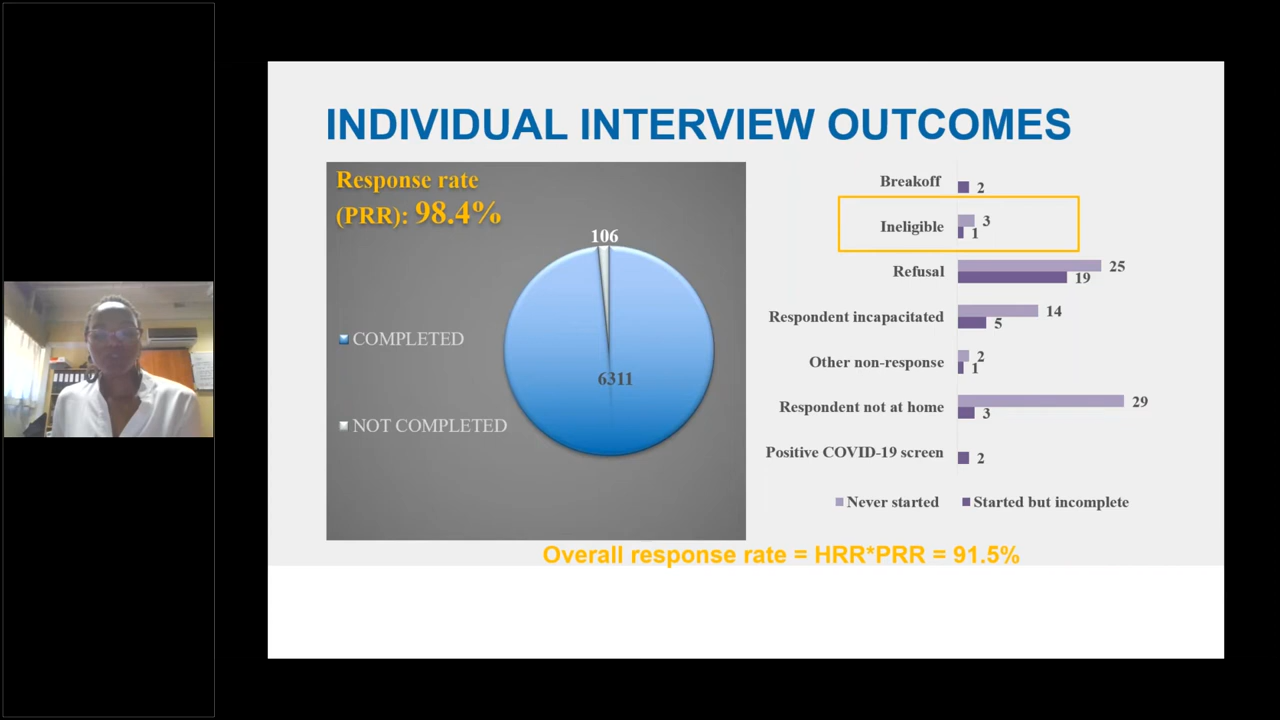 INDIVIDUAL INTERVIEW OUTCOMES
Response rate
(PRR): 98.4%
106
COMPLETED
6311
NOT COMPLETED
Breakoff 2
Ineligible 3
1
Refusal 25
19
Respondent incapacitated 14
5
Other non-response 2
1
Respondent not at home 29
3
Positive COVID-19 screen 2
Never started Started but incomplete
Overall response rate = HRR*PRR = 91.5%